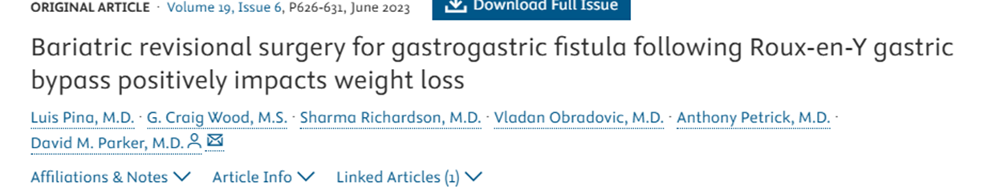 ORIGINAL ARTICLE · Volume 19, Issue 6, P626-631, June 2023 Download Full Issue
Bariatric revisional surgery for gastrogastric fistula following Roux-en-Y gastric
bypass positively impacts weight loss
Luis Pina, M.D. · G. Craig Wood, M.S. · Sharma Richardson, M.D. · Vladan Obradovic, M.D. · Anthony Petrick, M.D. ·
David M. Parker, M.D.
Affiliations & Notes Article Info Linked Articles (1)